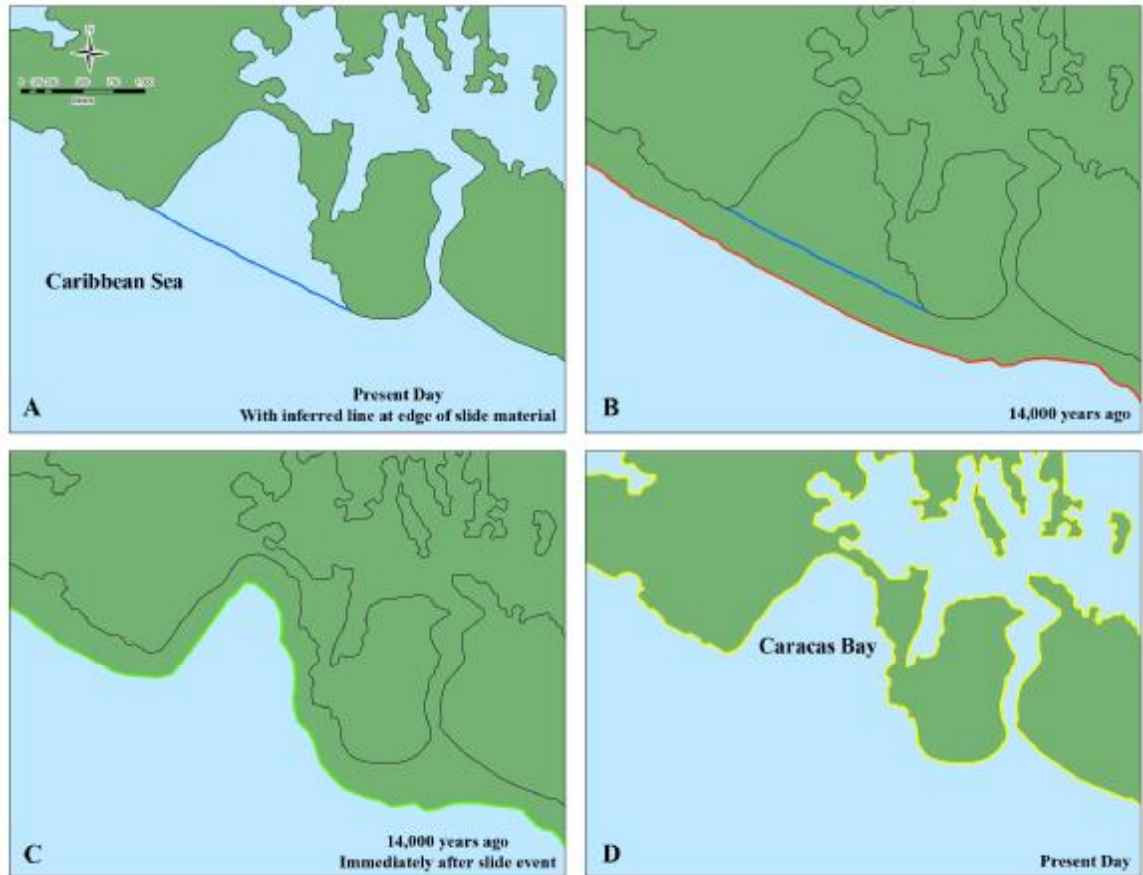 N
Caribbean Sea
Present Day
With inferred line at edge of slide material
A
B
14,000 years ago
14,000 years ago
Immediately after slide event
C
Caracas Bay
D
Present Day